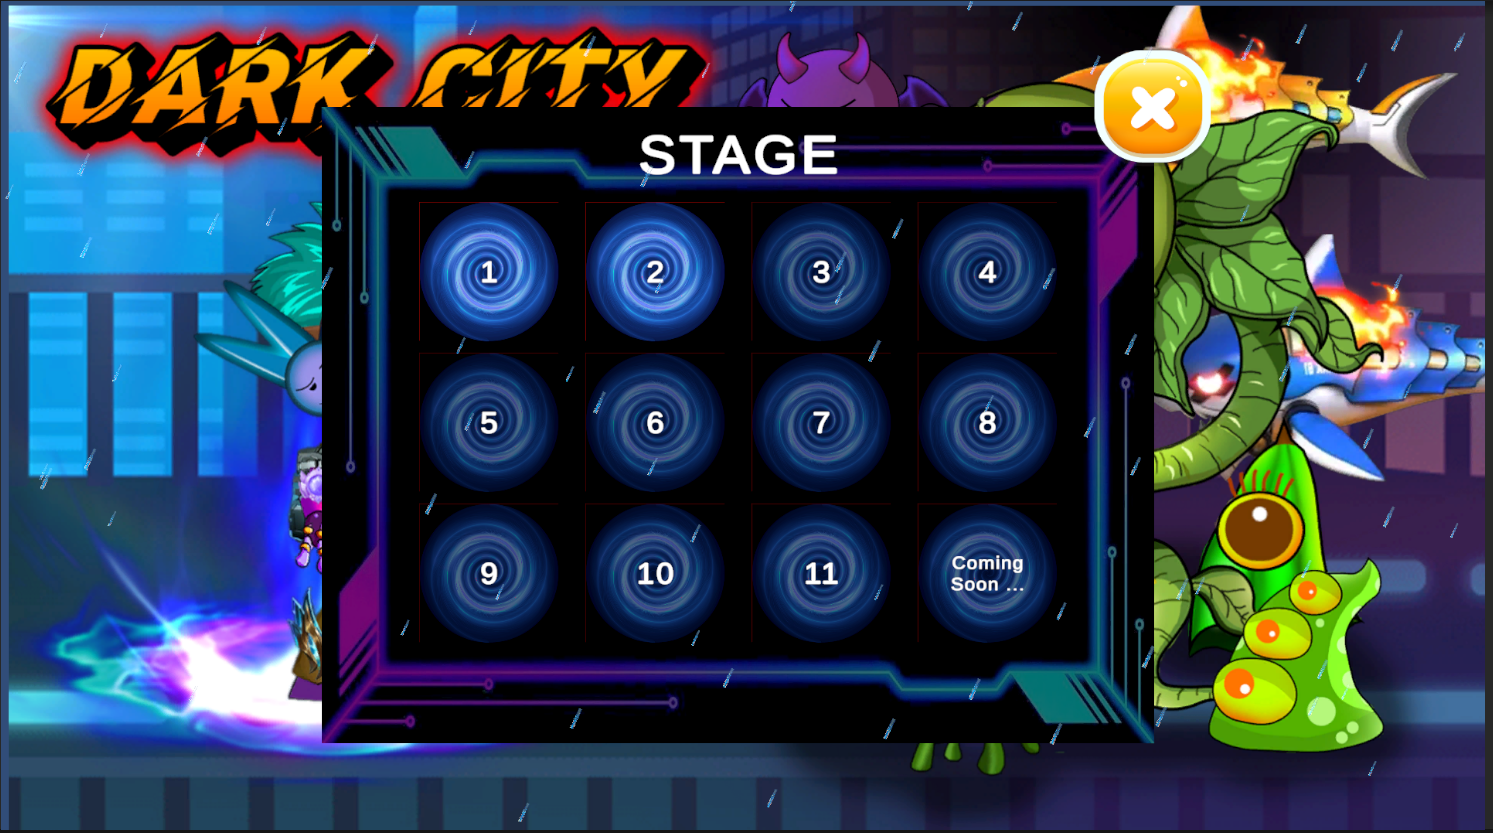 DARK CITY
STAGE
1 2 3 4
5 6 7 8
9 10 11 Coming
Soon ...